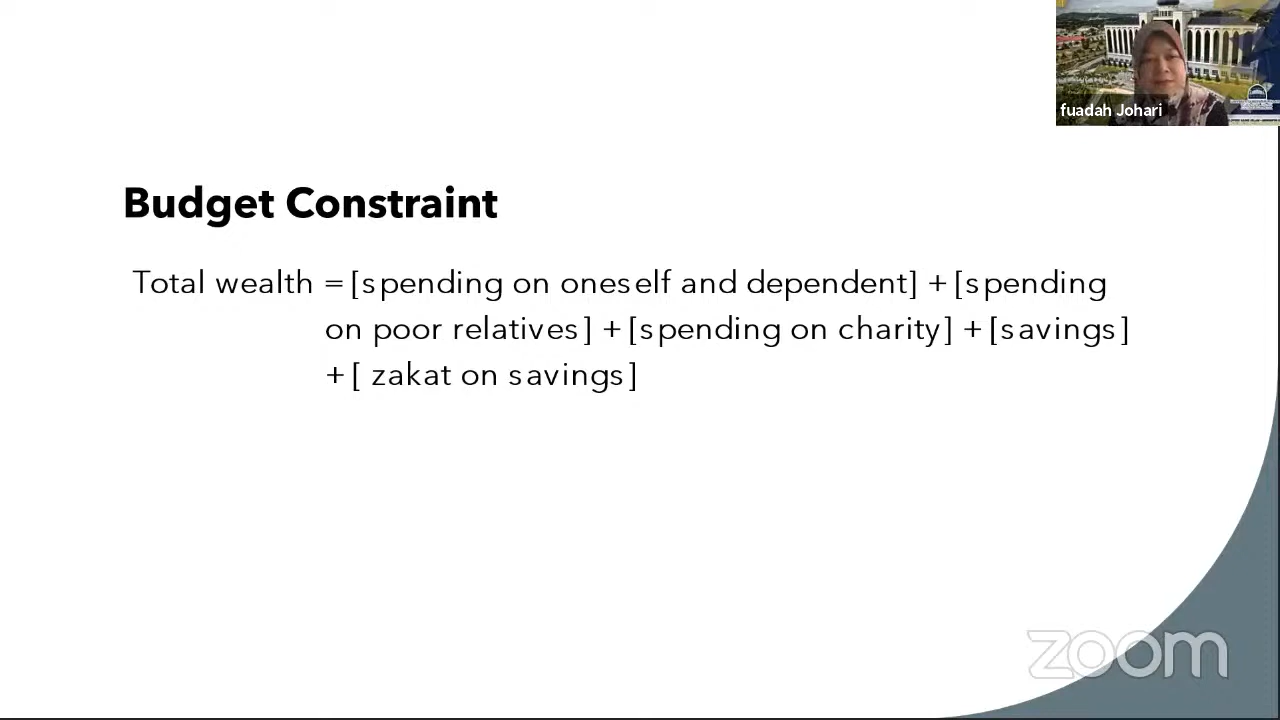 fuadah Johari
Budget Constraint
Total wealth = [spending on oneself and dependent] + [spending
on poor relatives] + [spending on charity] + [savings]
+ [ zakat on savings]
zoom